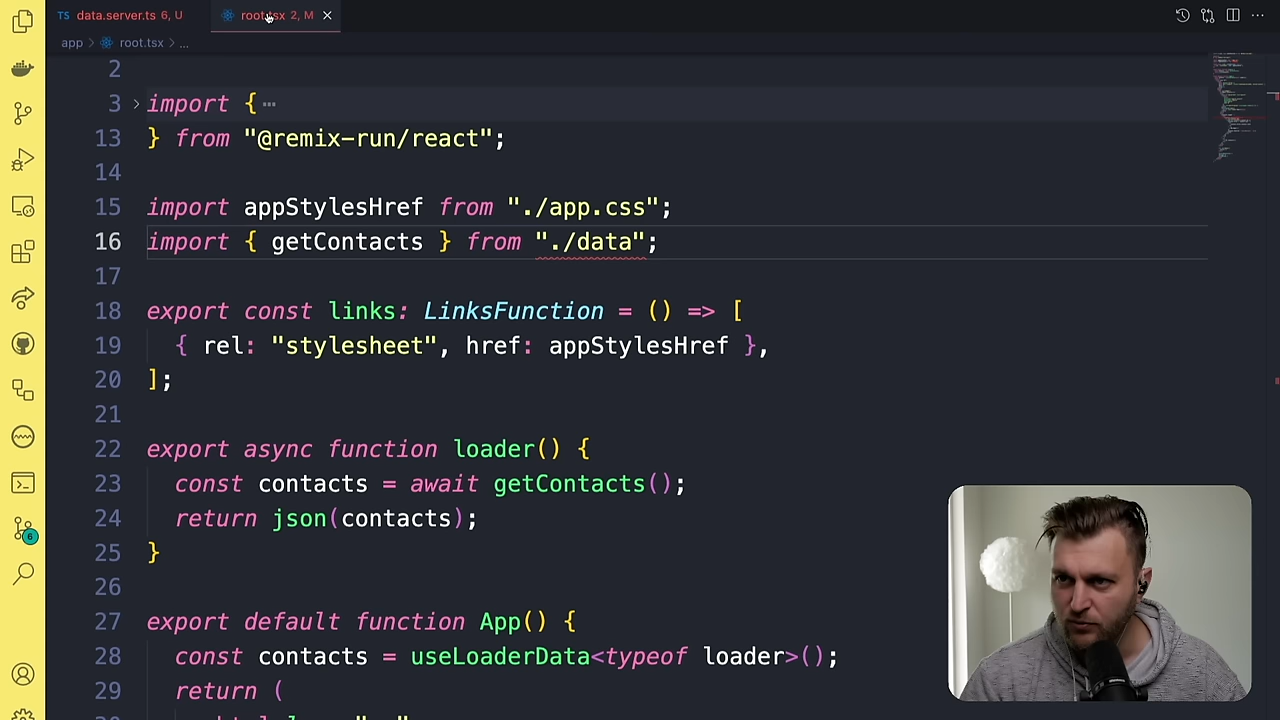 data.server.ts 6, U
root.tsx 2, M
app > root.tsx > ...
2
3 import { ...
13 } from "@remix-run/react";
14
15 import appStylesHref from "./app.css";
16 import { getContacts } from "./data";
17
18 export const links: LinksFunction = () => [
19 { rel: "stylesheet", href: appStylesHref },
20 ];
21
22 export async function loader() {
23 const contacts = await getContacts();
24 return json(contacts);
25 }
26
27 export default function App() {
28 const contacts = useLoaderData<typeof loader>();
29 return (
6